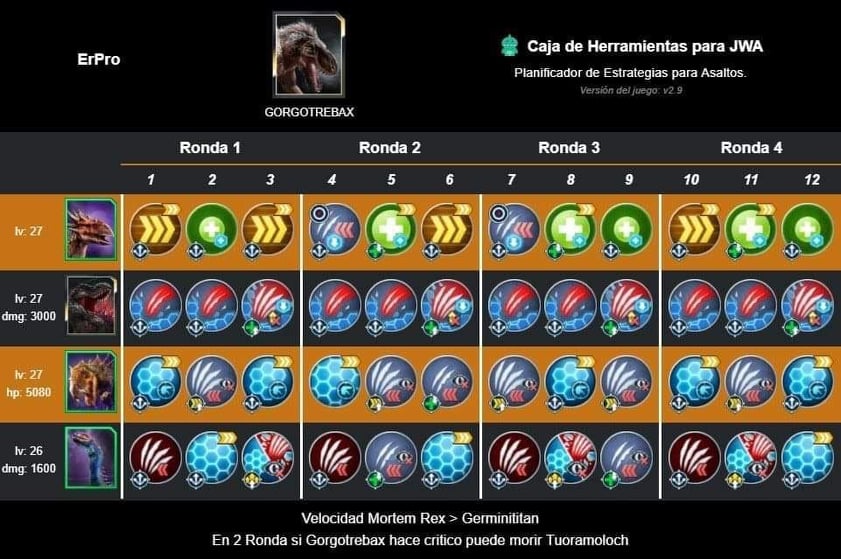 ErPro
GORGOTREBAX
Caja de Herramientas para JWA
Planificador de Estrategias para Asaltos.
Versión del juego: v2.9
Ronda 1 Ronda 2 Ronda 3 Ronda 4
1 2 3 4 5 6 7 8 9 10 11 12
lv: 27
lv: 27
dmg: 3000
lv: 27
hp: 5080
lv: 26
dmg: 1600
Velocidad Mortem Rex > Germinititan
En 2 Ronda si Gorgotrebax hace critico puede morir Tuoramoloch